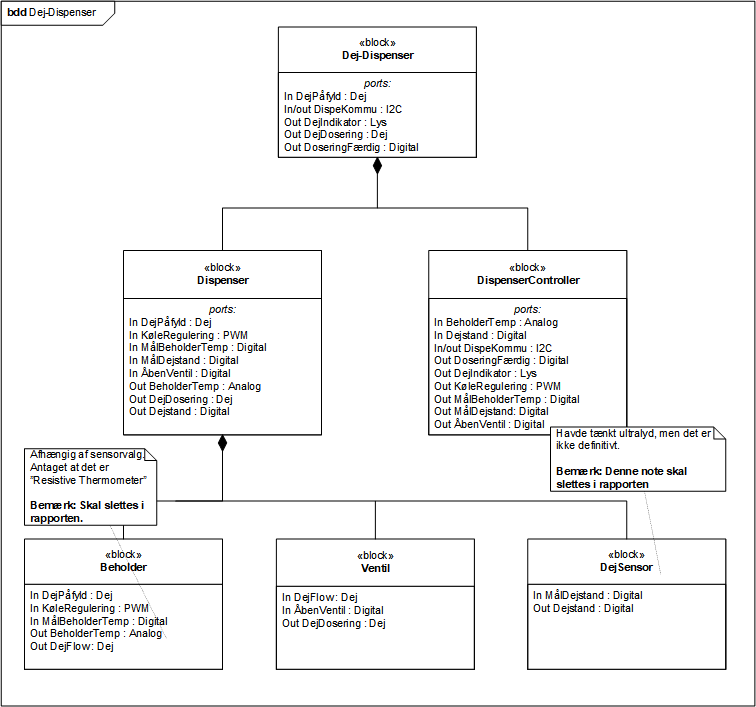 bdd Dej-Dispenser
«block»
Dej-Dispenser
ports:
In DejPåfyld : Dej
In/out DispeKommu : I2C
Out DejIndikator : Lys
Out DejDosering : Dej
Out DoseringFærdig : Digital
«block»
Dispenser
ports:
In DejPåfyld : Dej
In KøleRegulering : PWM
In MålBeholderTemp : Digital
In MålDejstand : Digital
In ÅbenVentil : Digital
Out BeholderTemp : Analog
Out DejDosering : Dej
Out Dejstand : Digital
«block»
DispenserController
ports:
In BeholderTemp : Analog
In Dejstand : Digital
In/out DispeKommu : I2C
Out DoseringFærdig : Digital
Out DejIndikator : Lys
Out KøleRegulering : PWM
Out MålBeholderTemp : Digital
Out MålDejstand: Digital
Out ÅbenVentil : Digital
Afhængig af sensorvalg.
Antaget at det er
"Resistive Thermometer"
Bemærk: Skal slettes i
rapporten.
Havde tænkt ultralyd, men det er
ikke definitivt.
Bemærk: Denne note skal
slettes i rapporten
«block»
Beholder
In DejPåfyld : Dej
In KøleRegulering : PWM
In MålBeholderTemp : Digital
Out BeholderTemp : Analog
Out DejFlow: Dej
«block»
Ventil
In DejFlow: Dej
In ÅbenVentil : Digital
Out DejDosering : Dej
«block»
DejSensor
In MålDejstand : Digital
Out Dejstand : Digital